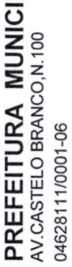 PREFEITURA MUNICI
AV.CASTELO BRANCO,N.100
04628111/0001-06